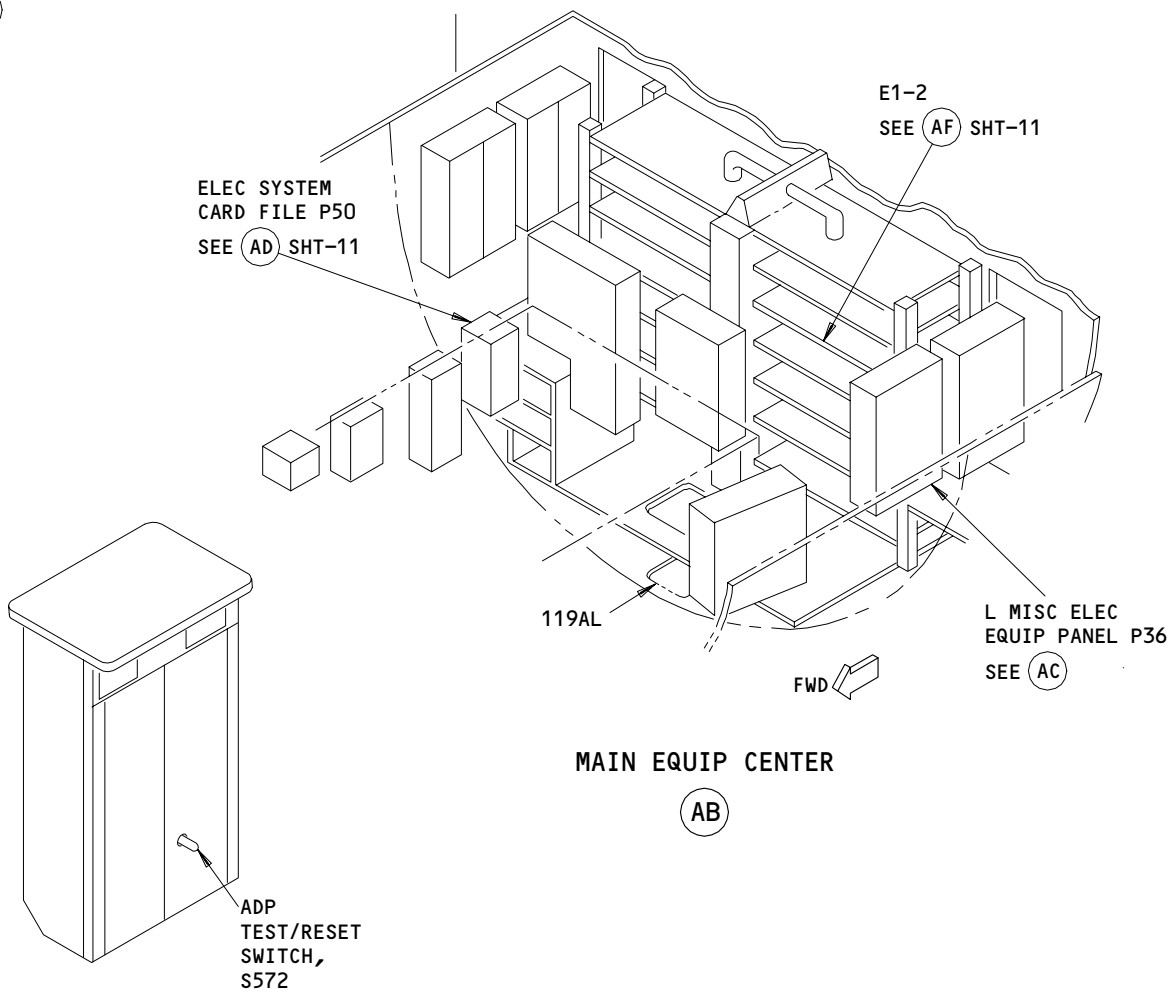 E1-2
SEE AF SHT-11
ELEC SYSTEM
CARD FILE P50
SEE AD SHT-11
119AL
L MISC ELEC
EQUIP PANEL P36
SEE AC
FWD
MAIN EQUIP CENTER
AB
ADP
TEST/RESET
SWITCH,
S572